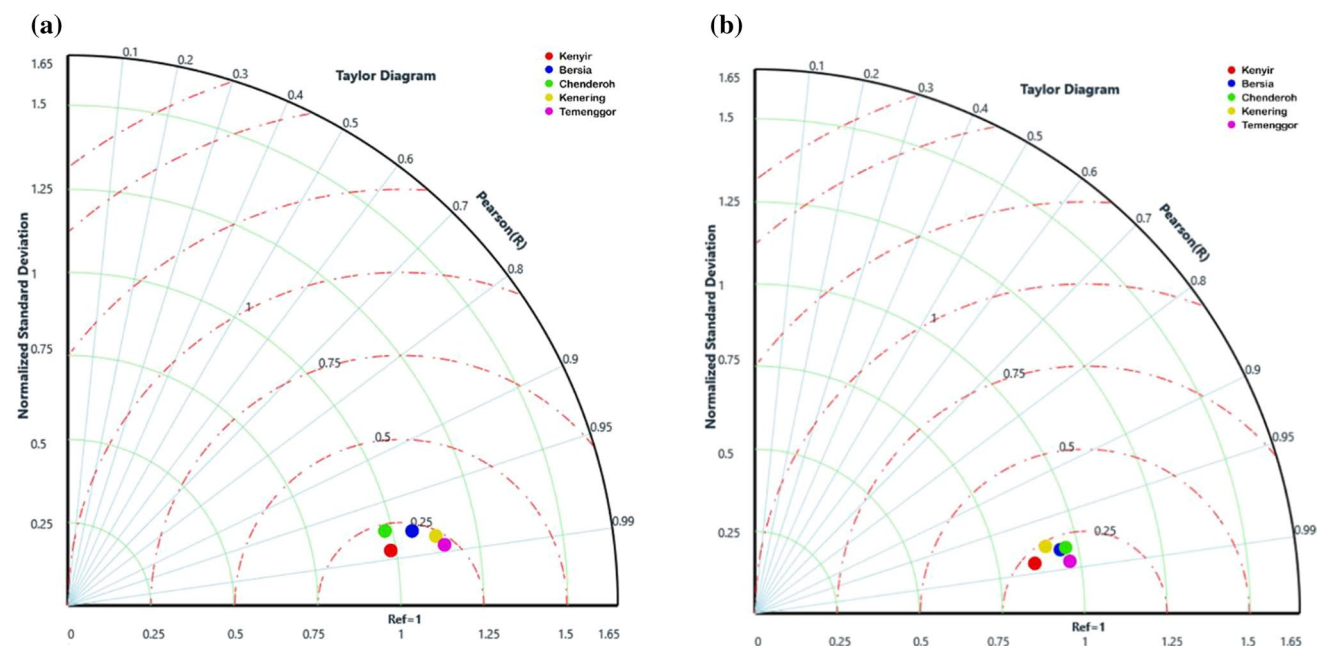 (a)
Taylor Diagram
Kenyir
Bersia
Chenderoh
Kenering
Temenggor
Normalized Standard Deviation
Pearson(R)
1.65
1.5
1.25
1
0.75
0.5
0.25
0.1
0.2
0.3
0.4
0.5
0.6
0.7
0.8
0.9
0.95
0.99
1
0.75
0.5
0.25
Ref=1
0 0.25 0.5 0.75 1 1.25 1.5 1.65
(b)
Taylor Diagram
Kenyir
Bersia
Chenderoh
Kenering
Temenggor
Normalized Standard Deviation
Pearson(R)
1.65
1.5
1.25
1
0.75
0.5
0.25
0.1
0.2
0.3
0.4
0.5
0.6
0.7
0.8
0.9
0.95
0.99
1
0.75
0.5
0.25
Ref=1
0 0.25 0.5 0.75 1 1.25 1.5 1.65